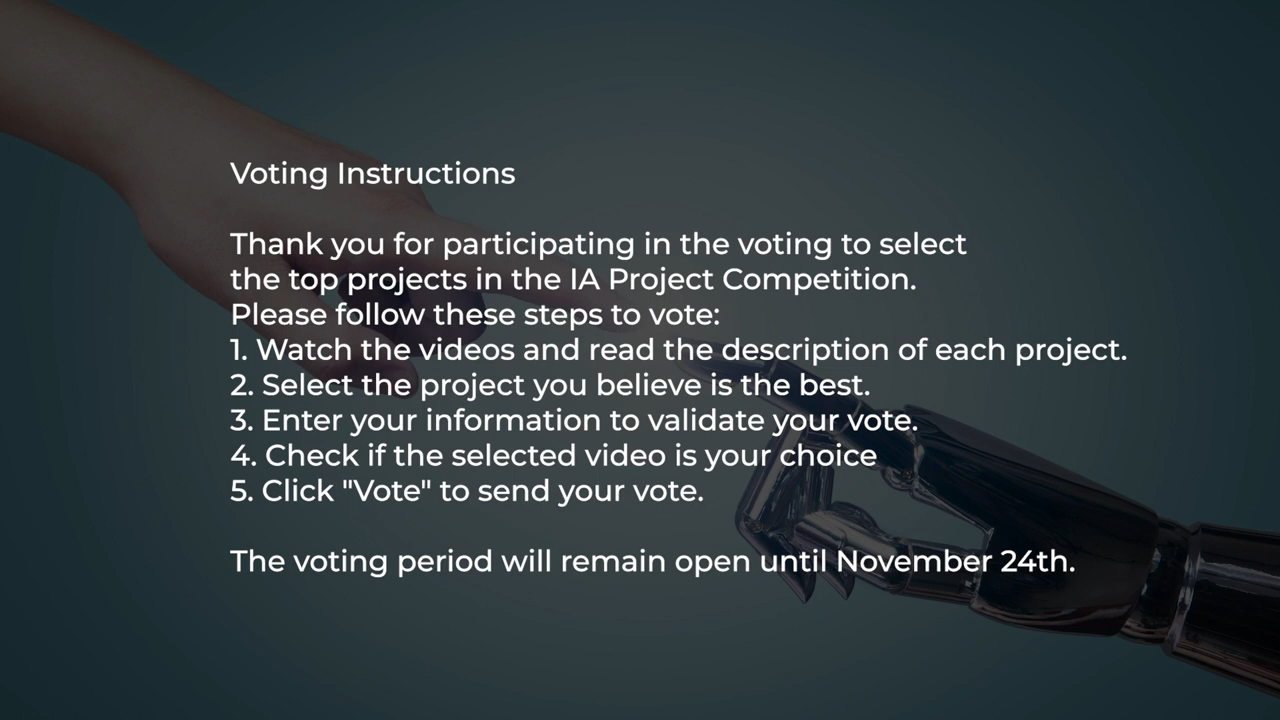 Voting Instructions
Thank you for participating in the voting to select
the top projects in the IA Project Competition.
Please follow these steps to vote:
1. Watch the videos and read the description of each project.
2. Select the project you believe is the best.
3. Enter your information to validate your vote.
4. Check if the selected video is your choice
5. Click "Vote" to send your vote.
The voting period will remain open until November 24th.